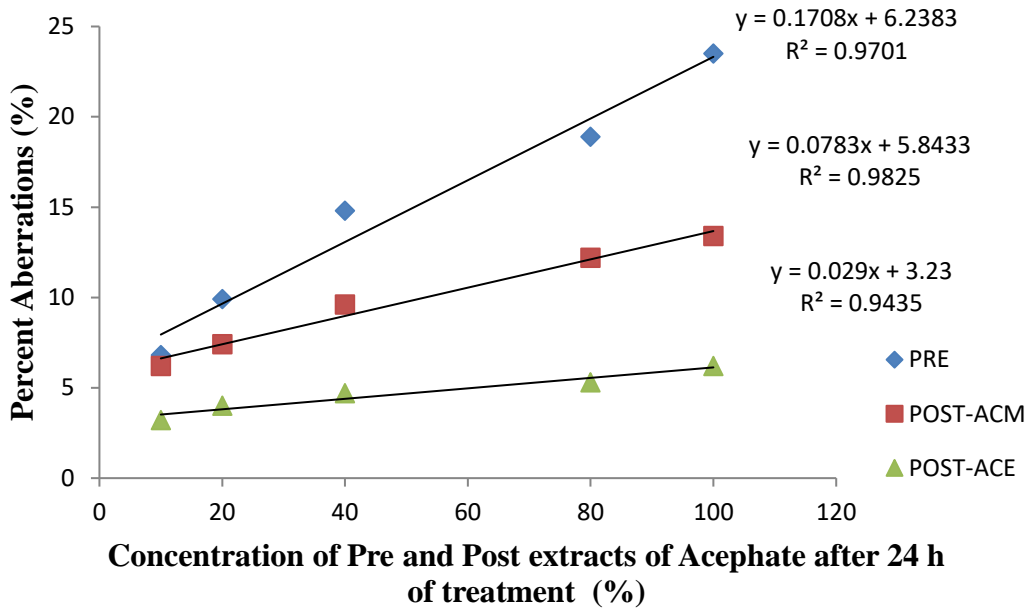 y = 0.1708x + 6.2383
R² = 0.9701
y = 0.0783x + 5.8433
R² = 0.9825
y = 0.029x + 3.23
R² = 0.9435
Percent Aberrations (%)
25
20
15
10
5
0
0 20 40 60 80 100 120
PRE
POST-ACM
POST-ACE
Concentration of Pre and Post extracts of Acephate after 24 h
of treatment (%)